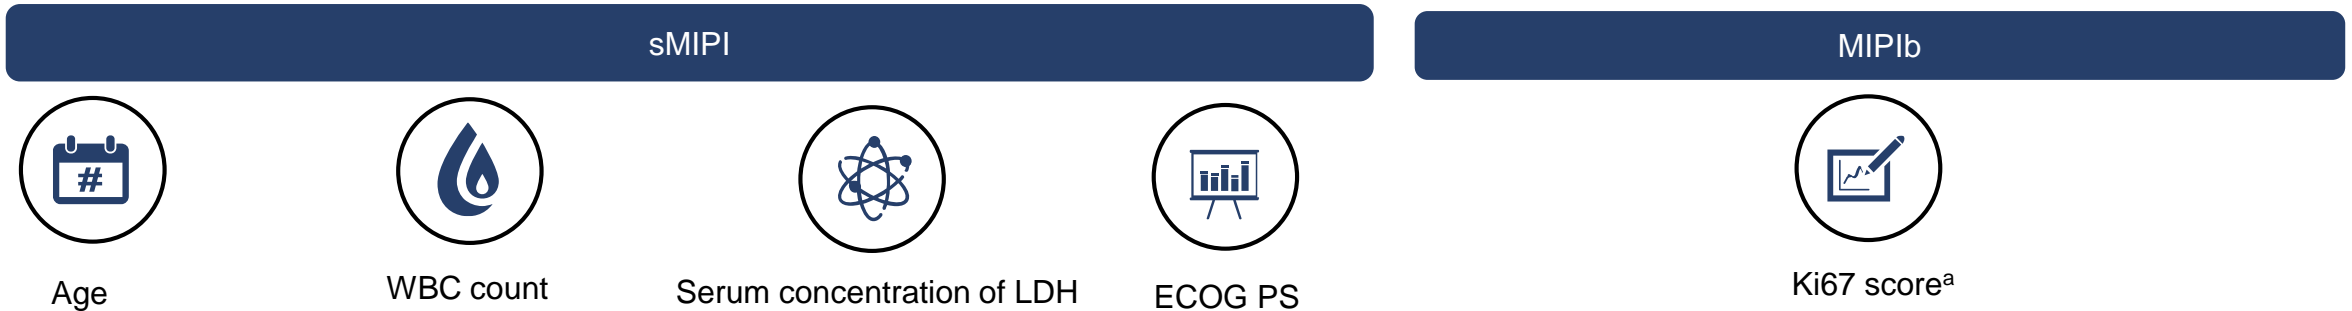 sMIPI
MIPIb
#
Age
WBC count
Serum concentration of LDH
ECOG PS
Ki67 scoreᵃ